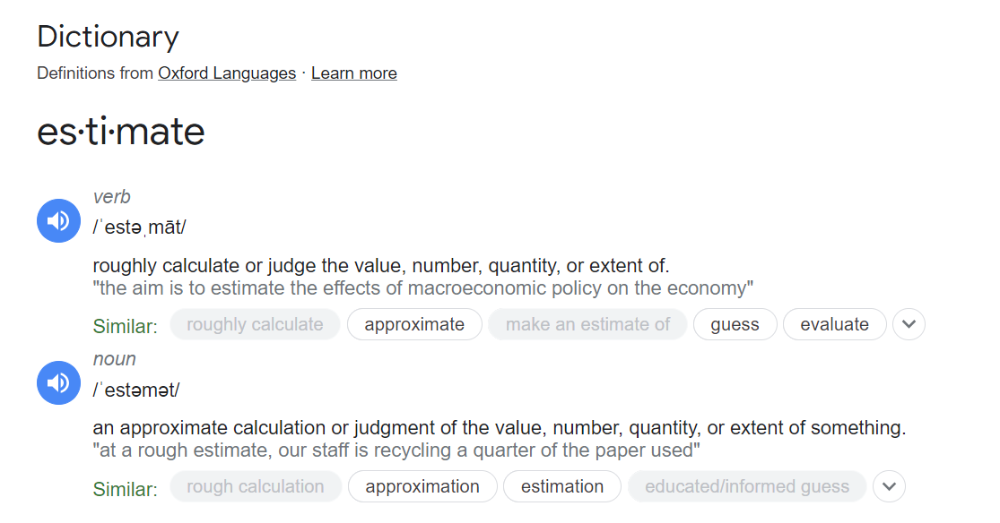 Dictionary
Definitions from Oxford Languages · Learn more
es·ti·mate
verb
/ˈestəˌmāt/
roughly calculate or judge the value, number, quantity, or extent of.
"the aim is to estimate the effects of macroeconomic policy on the economy"
Similar: roughly calculate approximate make an estimate of guess evaluate
noun
/ˈestəmət/
an approximate calculation or judgment of the value, number, quantity, or extent of something.
"at a rough estimate, our staff is recycling a quarter of the paper used"
Similar: rough calculation approximation estimation educated/informed guess